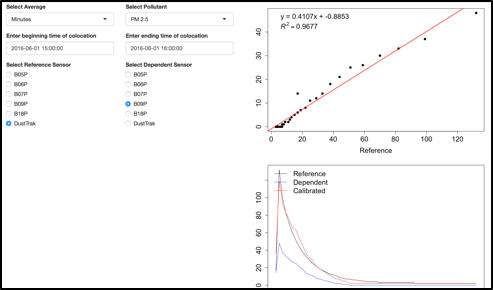 Select Average
Select Pollutant
Minutes
PM 2.5
Enter beginning time of colocation
Enter ending time of colocation
2016-06-01 15:00:00
2016-06-01 16:00:00
Select Reference Sensor
Select Dependent Sensor
B05P
B05P
B06P
B06P
B07P
B07P
B09P
B09P
B18P
B18P
DustTrak
DustTrak
y = 0.4107x + -0.8853
R² = 0.9677
40
30
20
10
0
0
20
40
60
80
100
120
Reference
Reference
Dependent
Calibrated
100
80
60
40
20
0